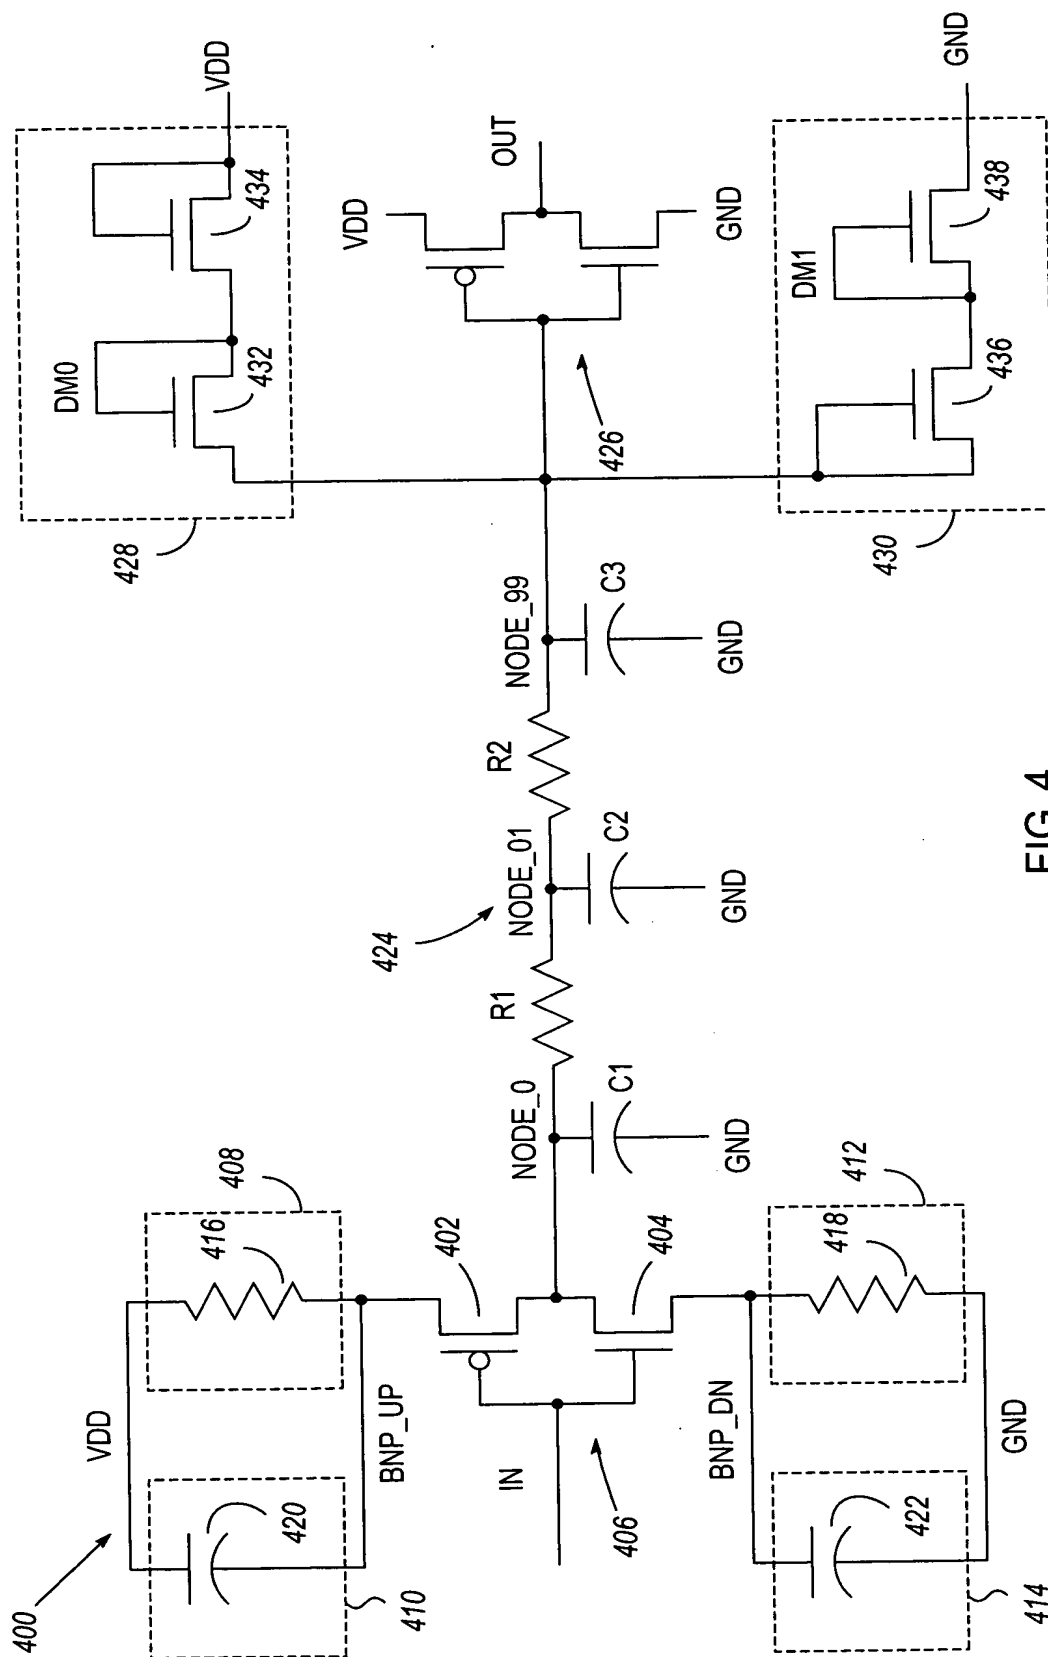 400
VDD
410
420
416
408
BNP_UP
402
IN
406
404
BNP_DN
414
422
418
412
GND
NODE_0
C1
GND
R1
424
NODE_01
C2
GND
R2
NODE_99
C3
GND
428
DM0
432
434
VDD
426
VDD
OUT
GND
430
436
DM1
438
GND
FIG. 4